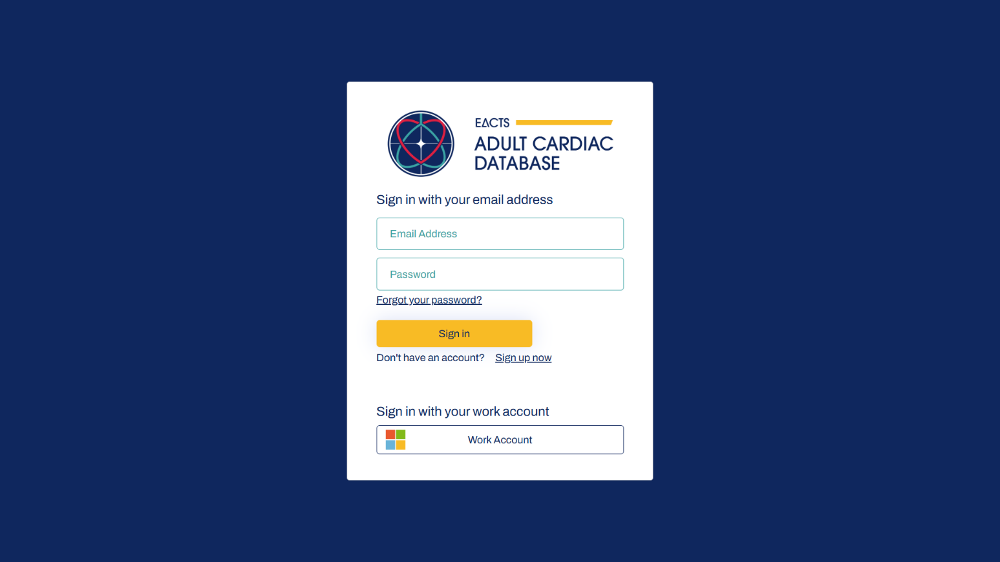 EACTS
ADULT CARDIAC
DATABASE
Sign in with your email address
Email Address
Password
Forgot your password?
Sign in
Don't have an account? Sign up now
Sign in with your work account
Work Account